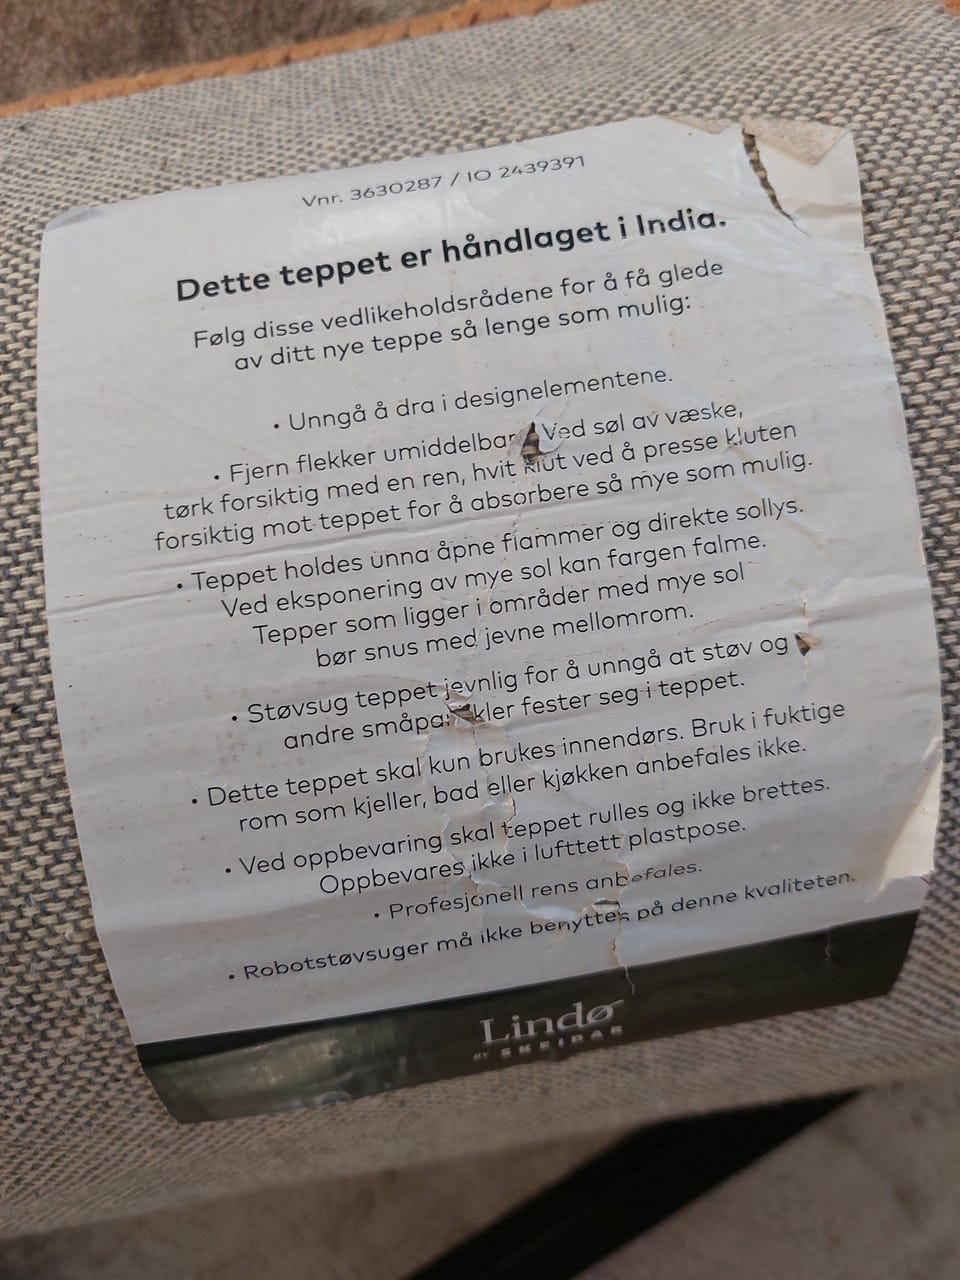 Vnr. 3630287 / IO 2439391
Dette teppet er håndlaget i India.
Følg disse vedlikeholdsrådene for å få glede
av ditt nye teppe så lenge som mulig:
• Unngå å dra i designelementene.
• Fjern flekker umiddelbar Ved søl av væske,
tørk forsiktig med en ren, hvit klut ved å presse kluten
forsiktig mot teppet for å absorbere så mye som mulig.
• Teppet holdes unna åpne flammer og direkte sollys.
Ved eksponering av mye sol kan fargen falme.
Tepper som ligger i områder med mye sol
bør snus med jevne mellomrom.
• Støvsug teppet jevnlig for å unngå at støv og
andre småpartikler fester seg i teppet.
• Dette teppet skal kun brukes innendørs. Bruk i fuktige
rom som kjeller, bad eller kjøkken anbefales ikke.
• Ved oppbevaring skal teppet rulles og ikke brettes.
Oppbevares ikke i lufttett plastpose.
• Profesjonell rens anbefales.
• Robotstøvsuger må ikke benyttes på denne kvaliteten.
Lindø
BY SKEIDAR